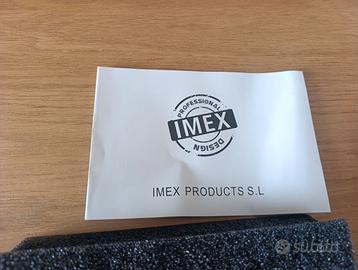 PROFESSIONAL
IMEX
DESIGN
IMEX PRODUCTS S.L
subito